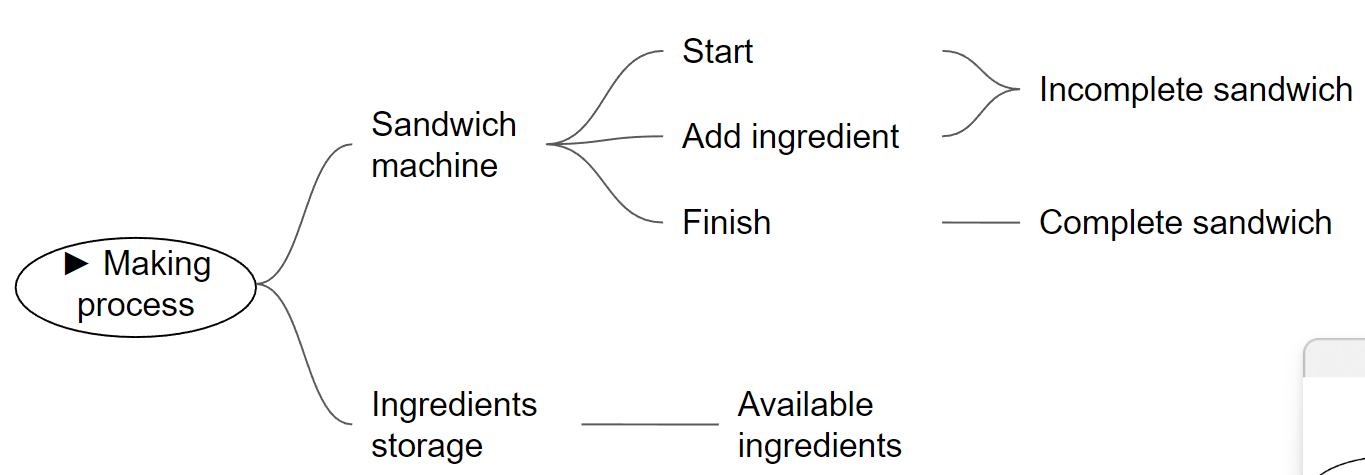 Start
Incomplete sandwich
Sandwich
machine
Add ingredient
Finish
Complete sandwich
▶ Making
process
Ingredients
storage
Available
ingredients